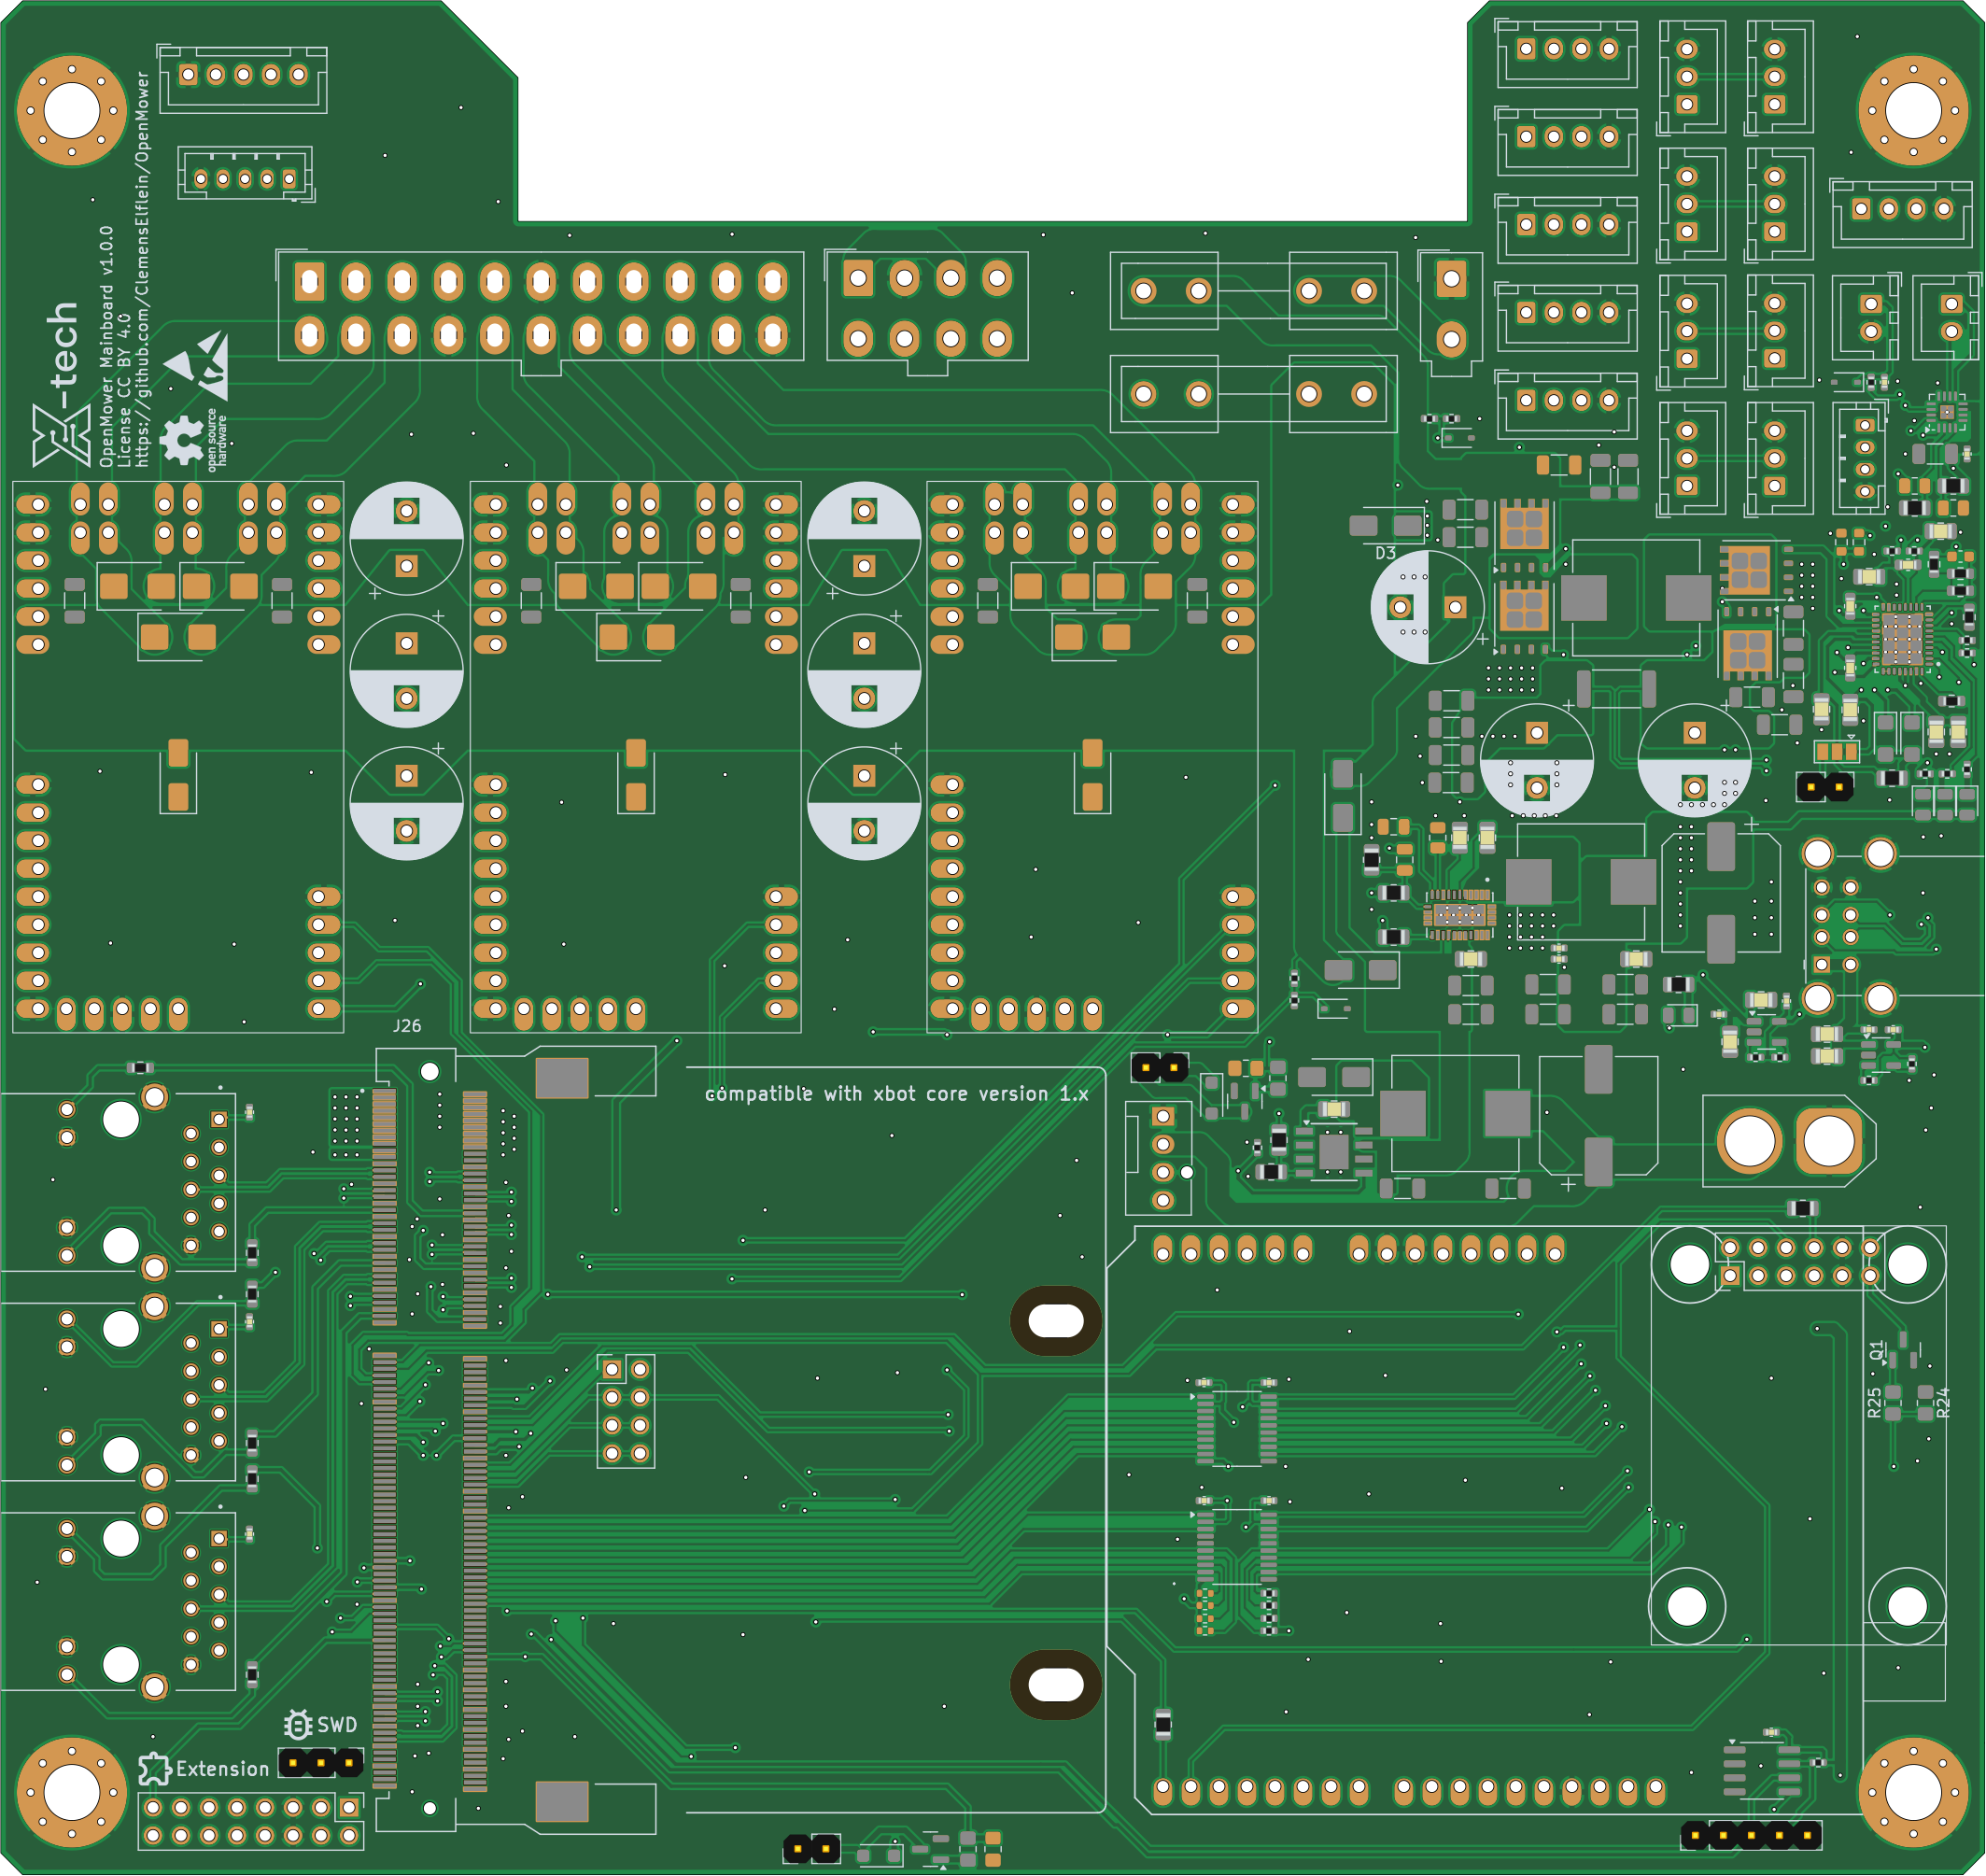 X-tech
OpenMower Mainboard v1.0.0
License CC BY 4.0
https://github.com/ClemensElflein/OpenMower
open source
hardware
D3
J26
compatible with xbot core version 1.x
Q1
R25
R24
SWD
Extension